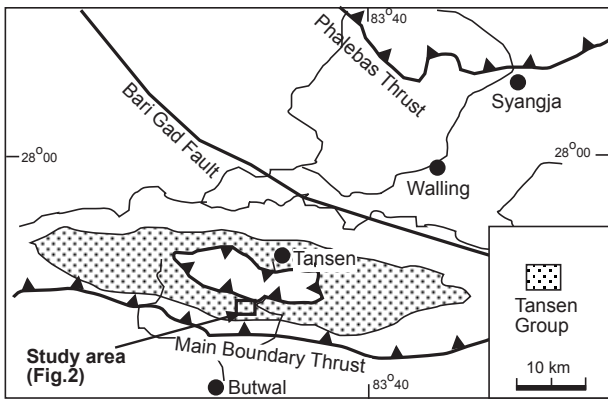 83°40
Phalebas Thrust
Syangja
Bari Gad Fault
28°00
28°00
Walling
Tansen
Tansen
Group
Study area
(Fig.2)
Main Boundary Thrust
10 km
Butwal
83°40